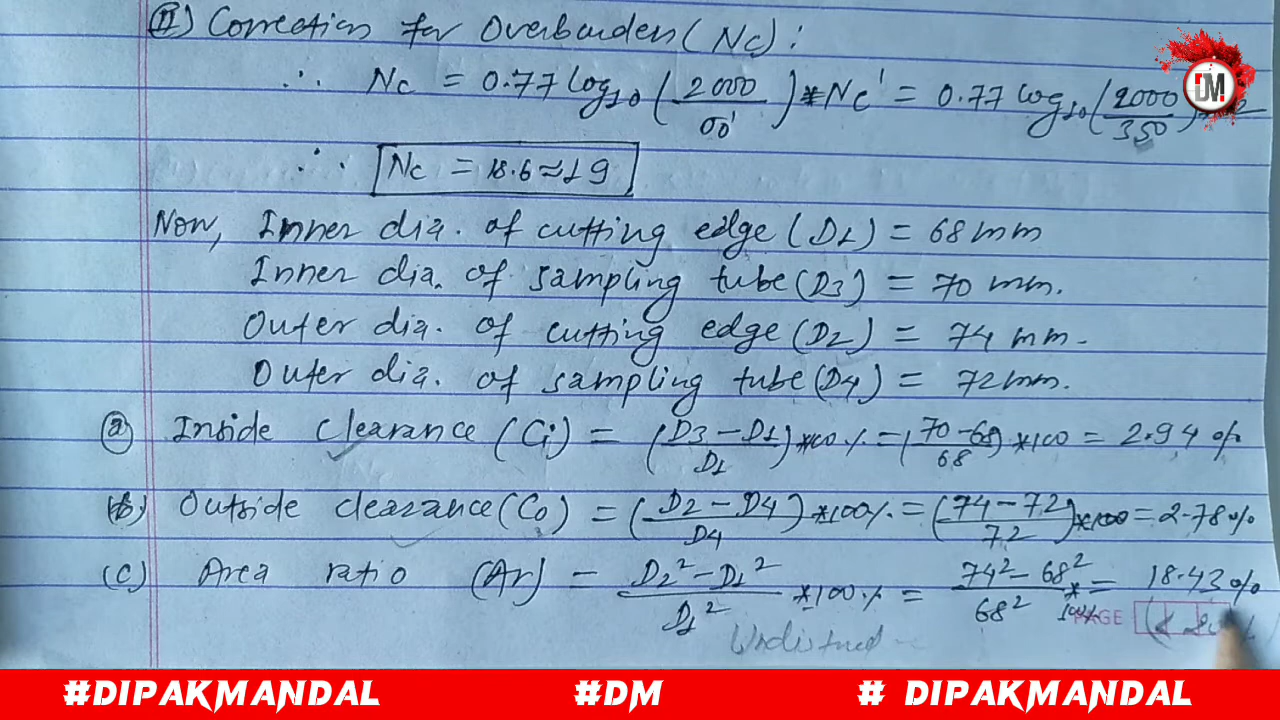 II) Correction for Overburden (Nc) :
∴ Nc = 0.77 log10 (2000/σo') * Nc' = 0.77 log10 (2000/350)
∴ Nc = 18.6 ≈ 19
Now, Inner dia. of cutting edge (D1) = 68 mm
Inner dia. of sampling tube (D3) = 70 mm.
Outer dia. of cutting edge (D2) = 74 mm.
Outer dia. of sampling tube (D4) = 72 mm.
(a) Inside clearance (Ci) = (D3 - D1 / D1) * 100 % = (70 - 68 / 68) * 100 = 2.94 %
(b) Outside clearance (Co) = (D2 - D4 / D4) * 100 % = (74 - 72 / 72) * 100 = 2.78 %
(c) Area ratio (Ar) = D2² - D1² / D1² * 100 % = 74² - 68² / 68² * 100% = 18.43 %
PAGE
DM
#DIPAKMANDAL #DM # DIPAKMANDAL